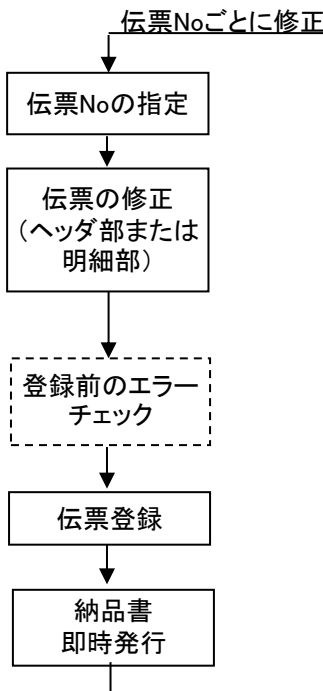 伝票Noごとに修正
伝票Noの指定
伝票の修正
（ヘッダ部または
明細部）
登録前のエラー
チェック
伝票登録
納品書
即時発行